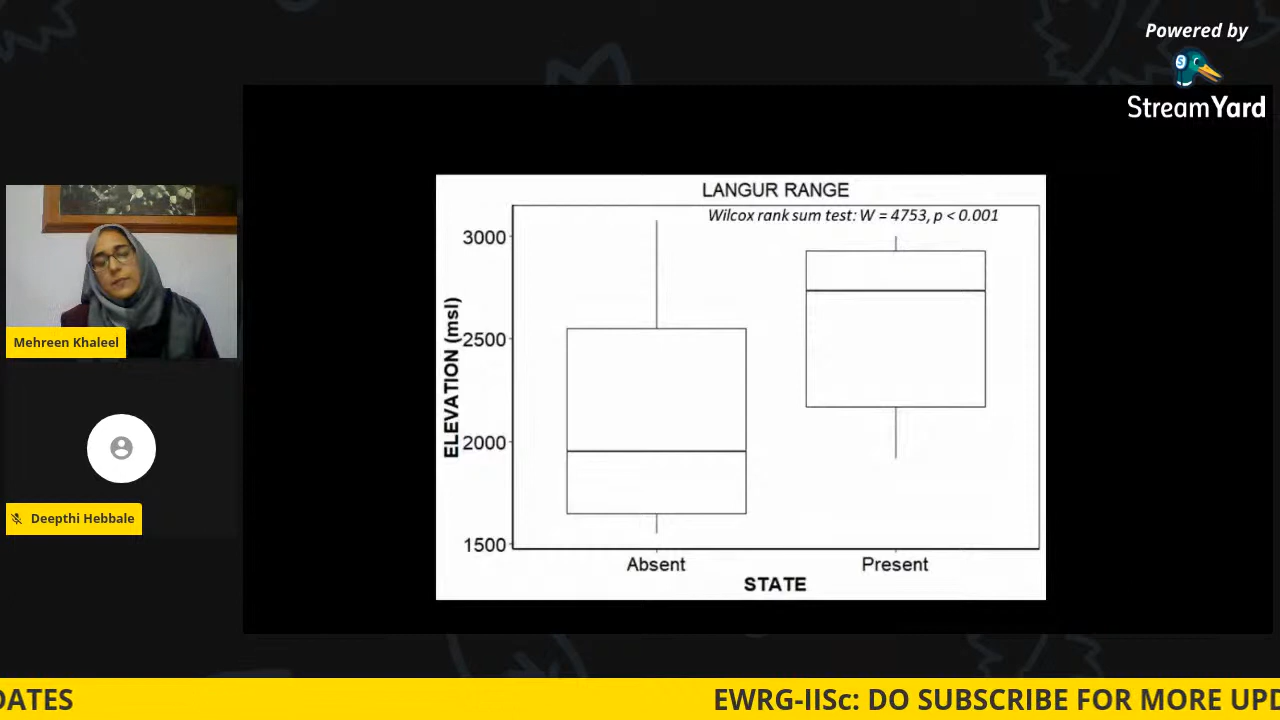 Powered by
StreamYard
LANGUR RANGE
Wilcox rank sum test: W = 4753, p < 0.001
ELEVATION (msl)
3000
2500
2000
1500
Absent
Present
STATE
Mehreen Khaleel
Deepthi Hebbale
DATES
EWRG-IISc: DO SUBSCRIBE FOR MORE UPD